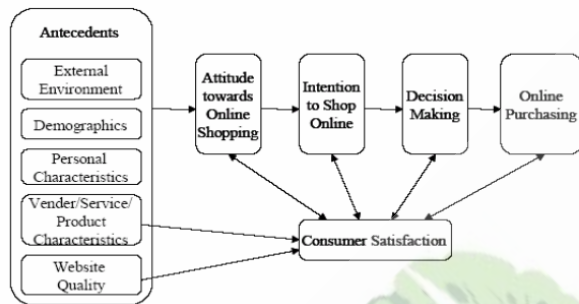 Antecedents
External
Environment
Demographics
Personal
Characteristics
Vender/Service/
Product
Characteristics
Website
Quality
Attitude
towards
Online
Shopping
Intention
to Shop
Online
Decision
Making
Online
Purchasing
Consumer Satisfaction